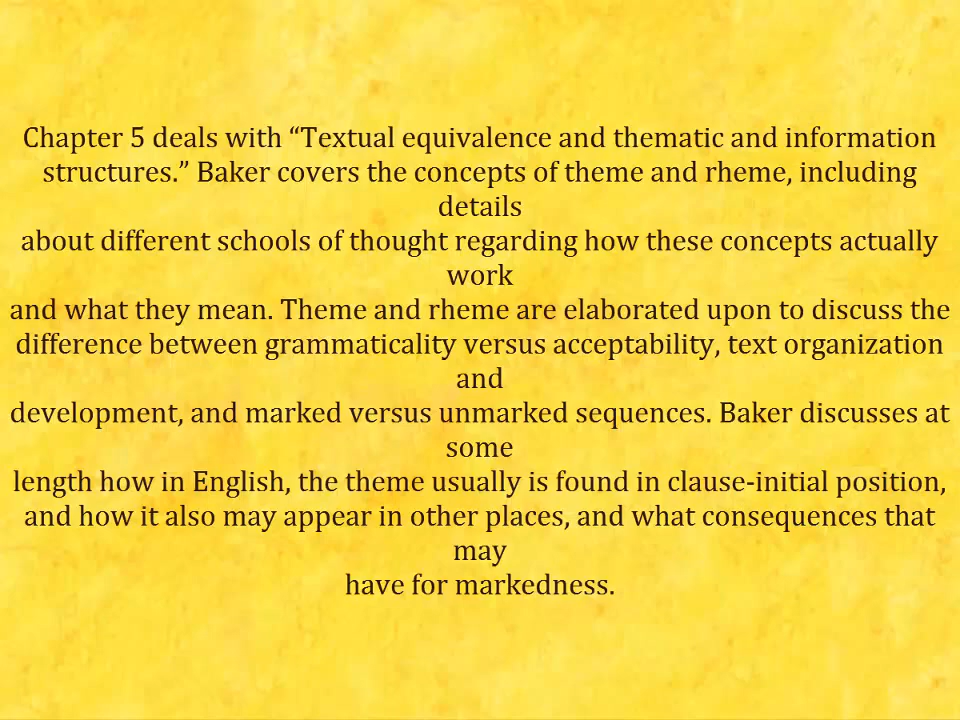 Chapter 5 deals with “Textual equivalence and thematic and information
structures.” Baker covers the concepts of theme and rheme, including
details
about different schools of thought regarding how these concepts actually
work
and what they mean. Theme and rheme are elaborated upon to discuss the
difference between grammaticality versus acceptability, text organization
and
development, and marked versus unmarked sequences. Baker discusses at
some
length how in English, the theme usually is found in clause-initial position,
and how it also may appear in other places, and what consequences that
may
have for markedness.